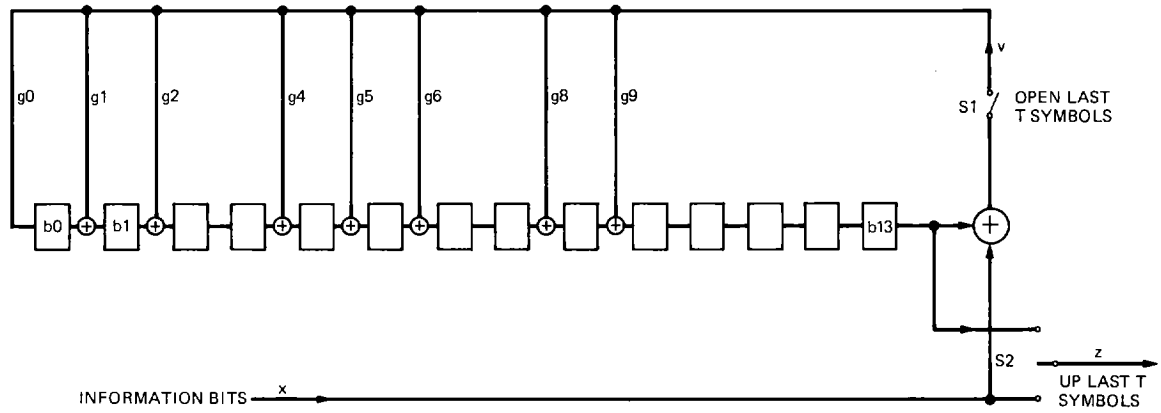 g0 g1 g2 g4 g5 g6 g8 g9
v
S1
OPEN LAST
T SYMBOLS
b0 + b1 + + + + + + b13 +
S2
z
UP LAST T
SYMBOLS
INFORMATION BITS
x